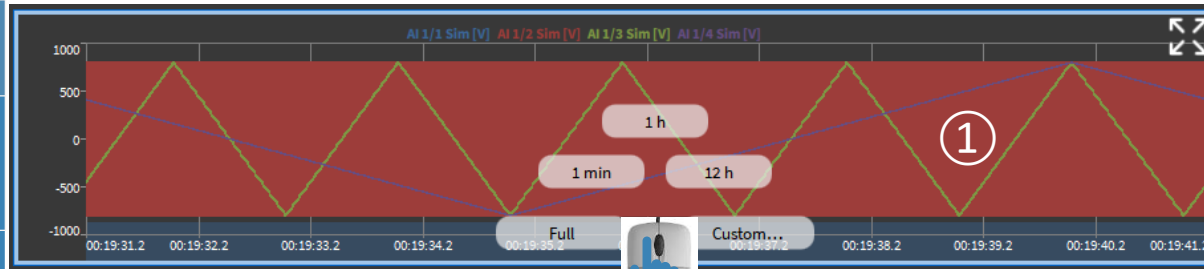 AI 1/1 Sim [V] AI 1/2 Sim [V] AI 1/3 Sim [V] AI 1/4 Sim [V]
1000
500
1 h
①
0
1 min 12 h
-500
Full Custom...
-1000
00:19:31.2 00:19:32.2 00:19:33.2 00:19:34.2 00:19:35.2 00:19:37.2 00:19:38.2 00:19:39.2 00:19:40.2 00:19:41.2